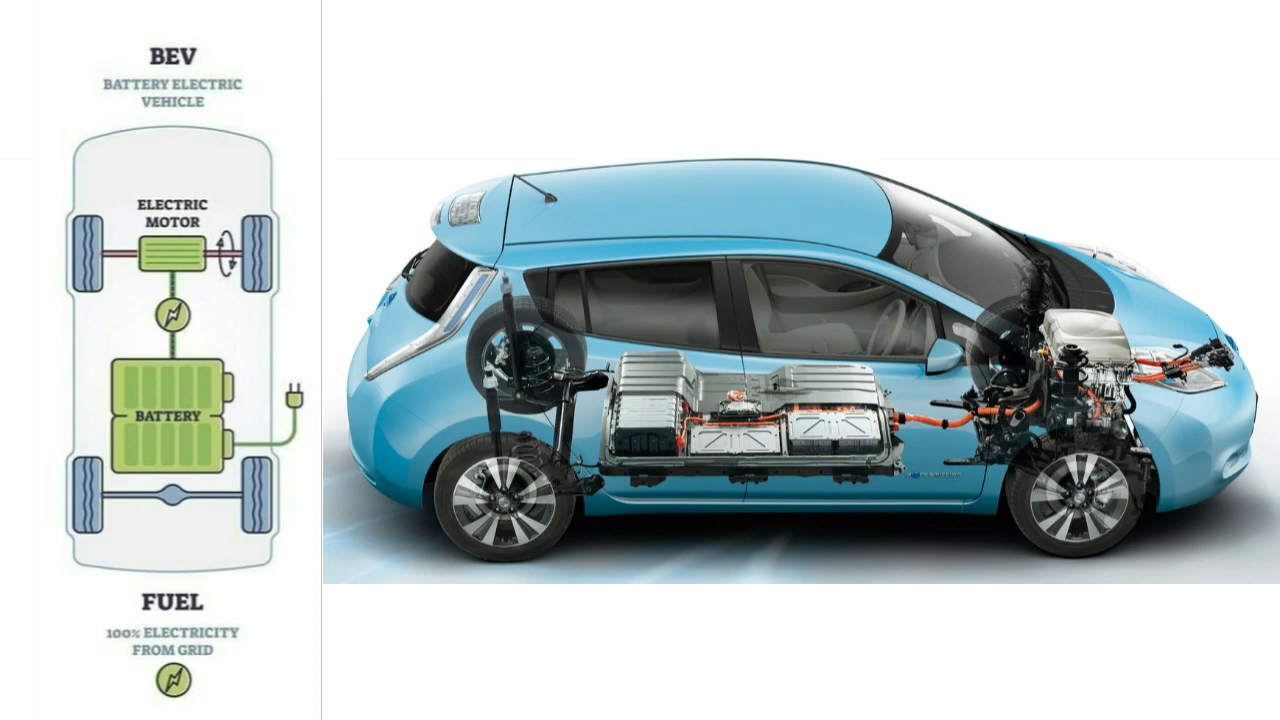 BEV
BATTERY ELECTRIC
VEHICLE
ELECTRIC
MOTOR
BATTERY
FUEL
100% ELECTRICITY
FROM GRID